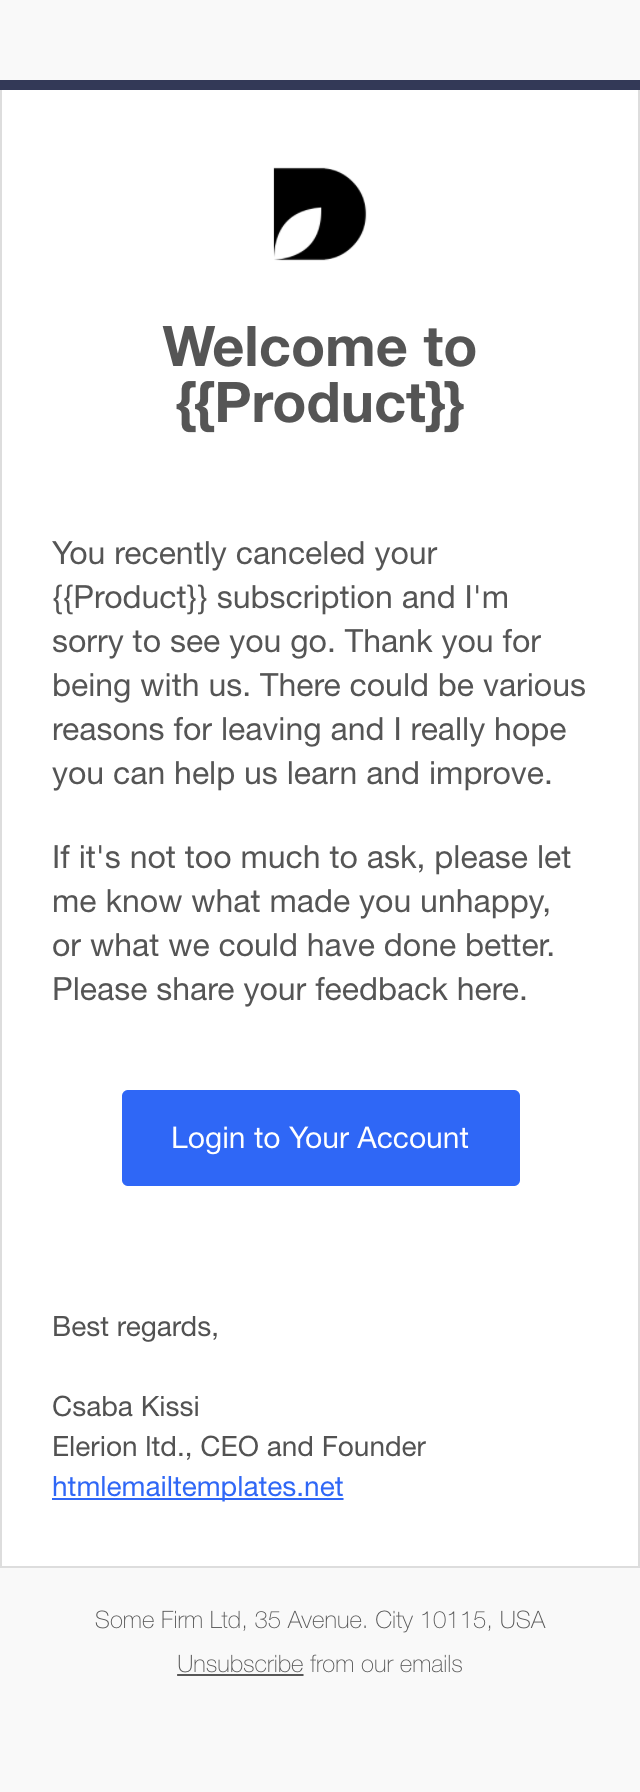 Welcome to
{{Product}}
You recently canceled your
{{Product}} subscription and I'm
sorry to see you go. Thank you for
being with us. There could be various
reasons for leaving and I really hope
you can help us learn and improve.
If it's not too much to ask, please let
me know what made you unhappy,
or what we could have done better.
Please share your feedback here.
Login to Your Account
Best regards,
Csaba Kissi
Elerion ltd., CEO and Founder
htmlemailtemplates.net
Some Firm Ltd, 35 Avenue. City 10115, USA
Unsubscribe from our emails